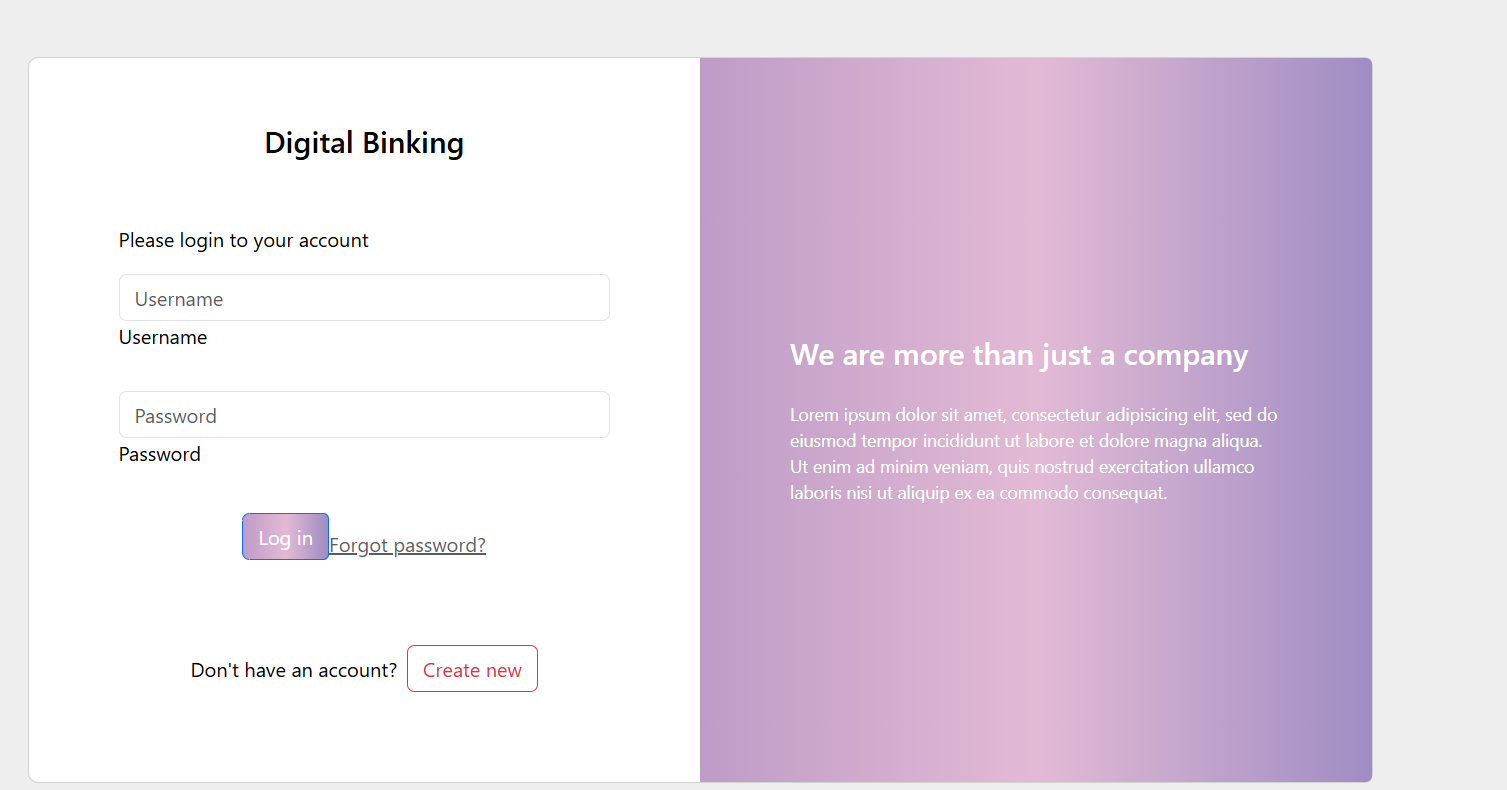 Digital Binking
Please login to your account
Username
Username
Password
Password
Log in Forgot password?
Don't have an account? Create new
We are more than just a company
Lorem ipsum dolor sit amet, consectetur adipisicing elit, sed do
eiusmod tempor incididunt ut labore et dolore magna aliqua.
Ut enim ad minim veniam, quis nostrud exercitation ullamco
laboris nisi ut aliquip ex ea commodo consequat.